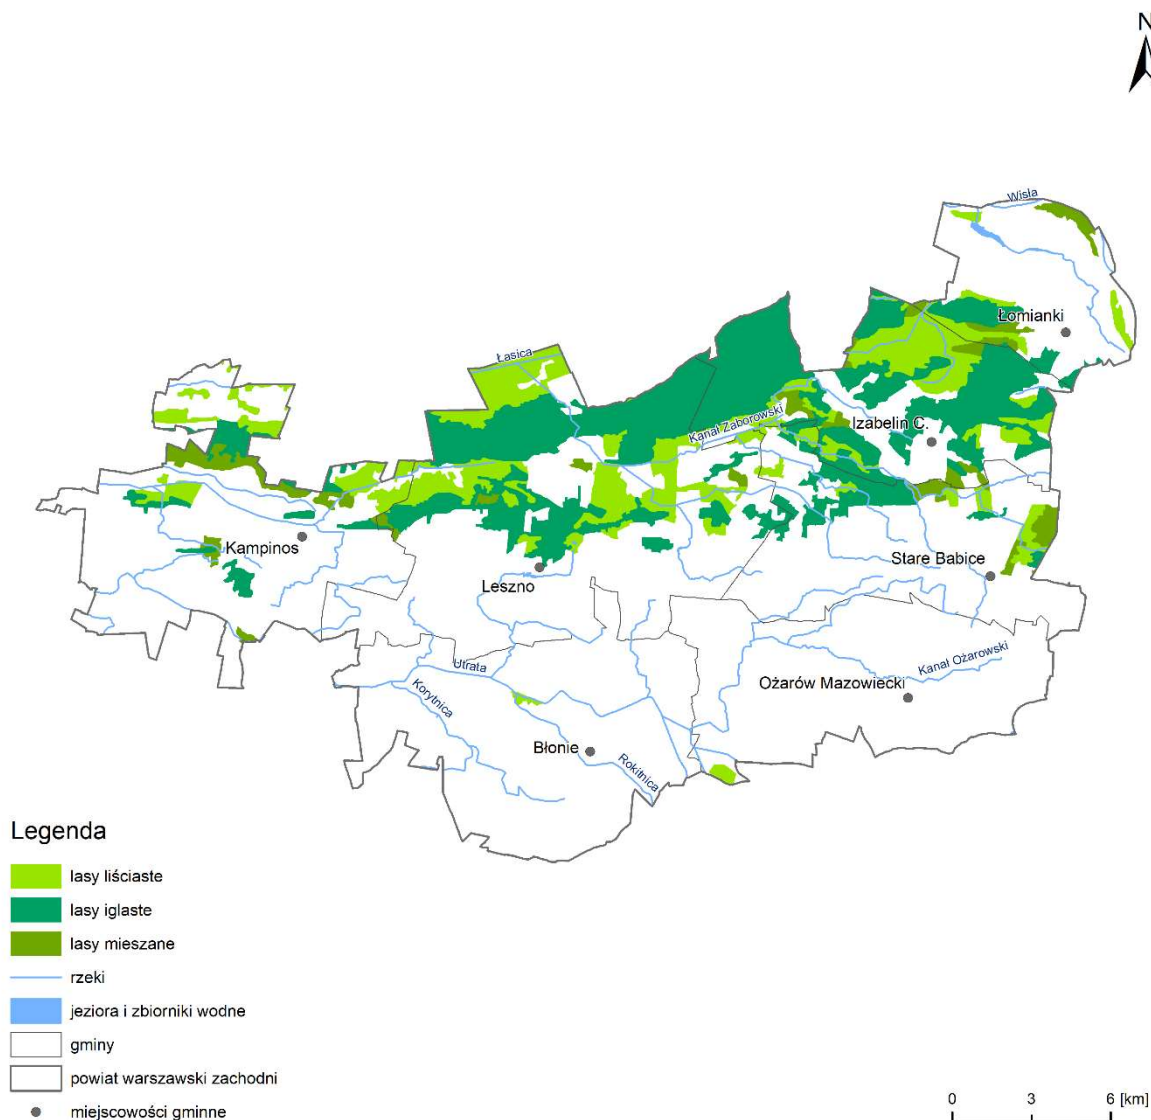 N
Wisła
Łomianki
Łasica
Kanał Zaborowski
Izabelin C.
Kampinos
Leszno
Stare Babice
Utrata
Kanał Ożarowski
Korytnica
Ożarów Mazowiecki
Błonie
Rokitnica
Legenda
lasy liściaste
lasy iglaste
lasy mieszane
rzeki
jeziora i zbiorniki wodne
gminy
powiat warszawski zachodni
miejscowości gminne
0 3 6 [km]